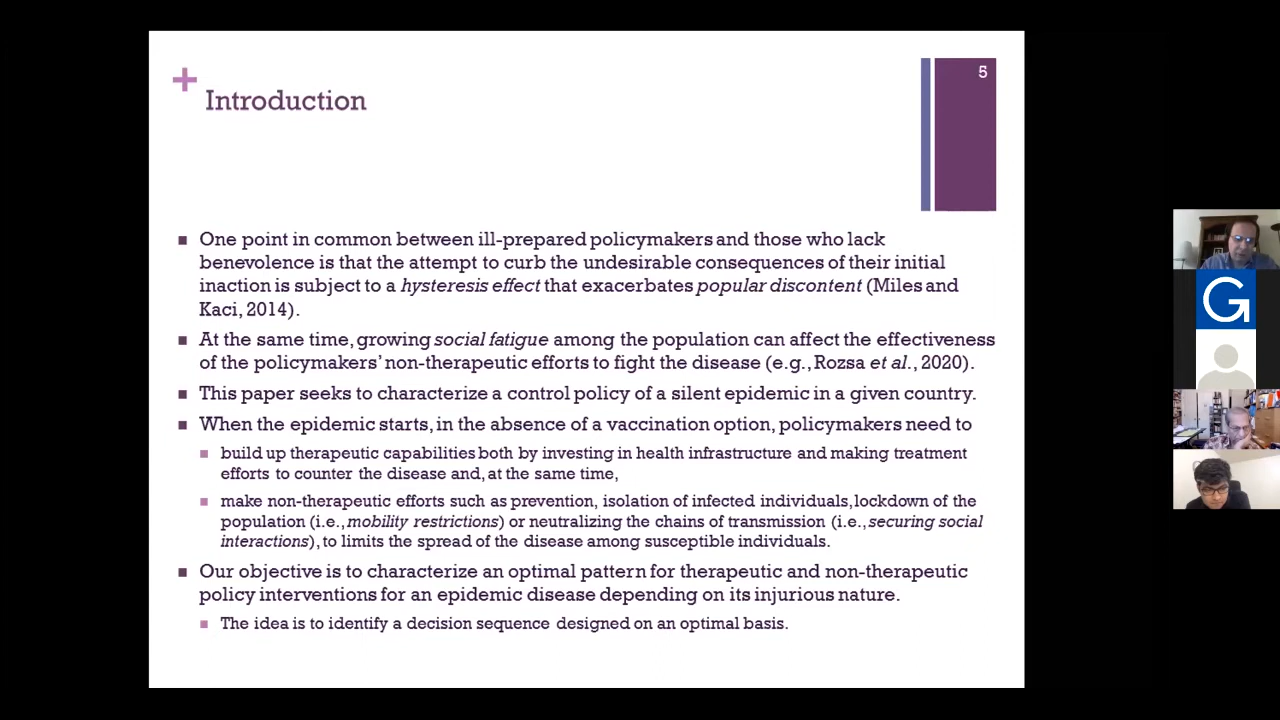 5
+
Introduction
■ One point in common between ill-prepared policymakers and those who lack
benevolence is that the attempt to curb the undesirable consequences of their initial
inaction is subject to a hysteresis effect that exacerbates popular discontent (Miles and
Kaci, 2014).
■ At the same time, growing social fatigue among the population can affect the effectiveness
of the policymakers' non-therapeutic efforts to fight the disease (e.g., Rozsa et al., 2020).
■ This paper seeks to characterize a control policy of a silent epidemic in a given country.
■ When the epidemic starts, in the absence of a vaccination option, policymakers need to
■ build up therapeutic capabilities both by investing in health infrastructure and making treatment
efforts to counter the disease and, at the same time,
■ make non-therapeutic efforts such as prevention, isolation of infected individuals, lockdown of the
population (i.e., mobility restrictions) or neutralizing the chains of transmission (i.e., securing social
interactions), to limits the spread of the disease among susceptible individuals.
■ Our objective is to characterize an optimal pattern for therapeutic and non-therapeutic
policy interventions for an epidemic disease depending on its injurious nature.
■ The idea is to identify a decision sequence designed on an optimal basis.
G